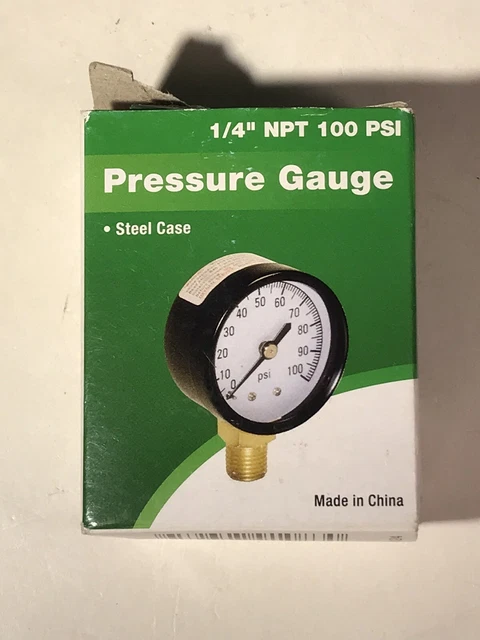 1/4" NPT 100 PSI
Pressure Gauge
• Steel Case
0
10
20
30
40
50
60
70
80
90
100
psi
Made in China